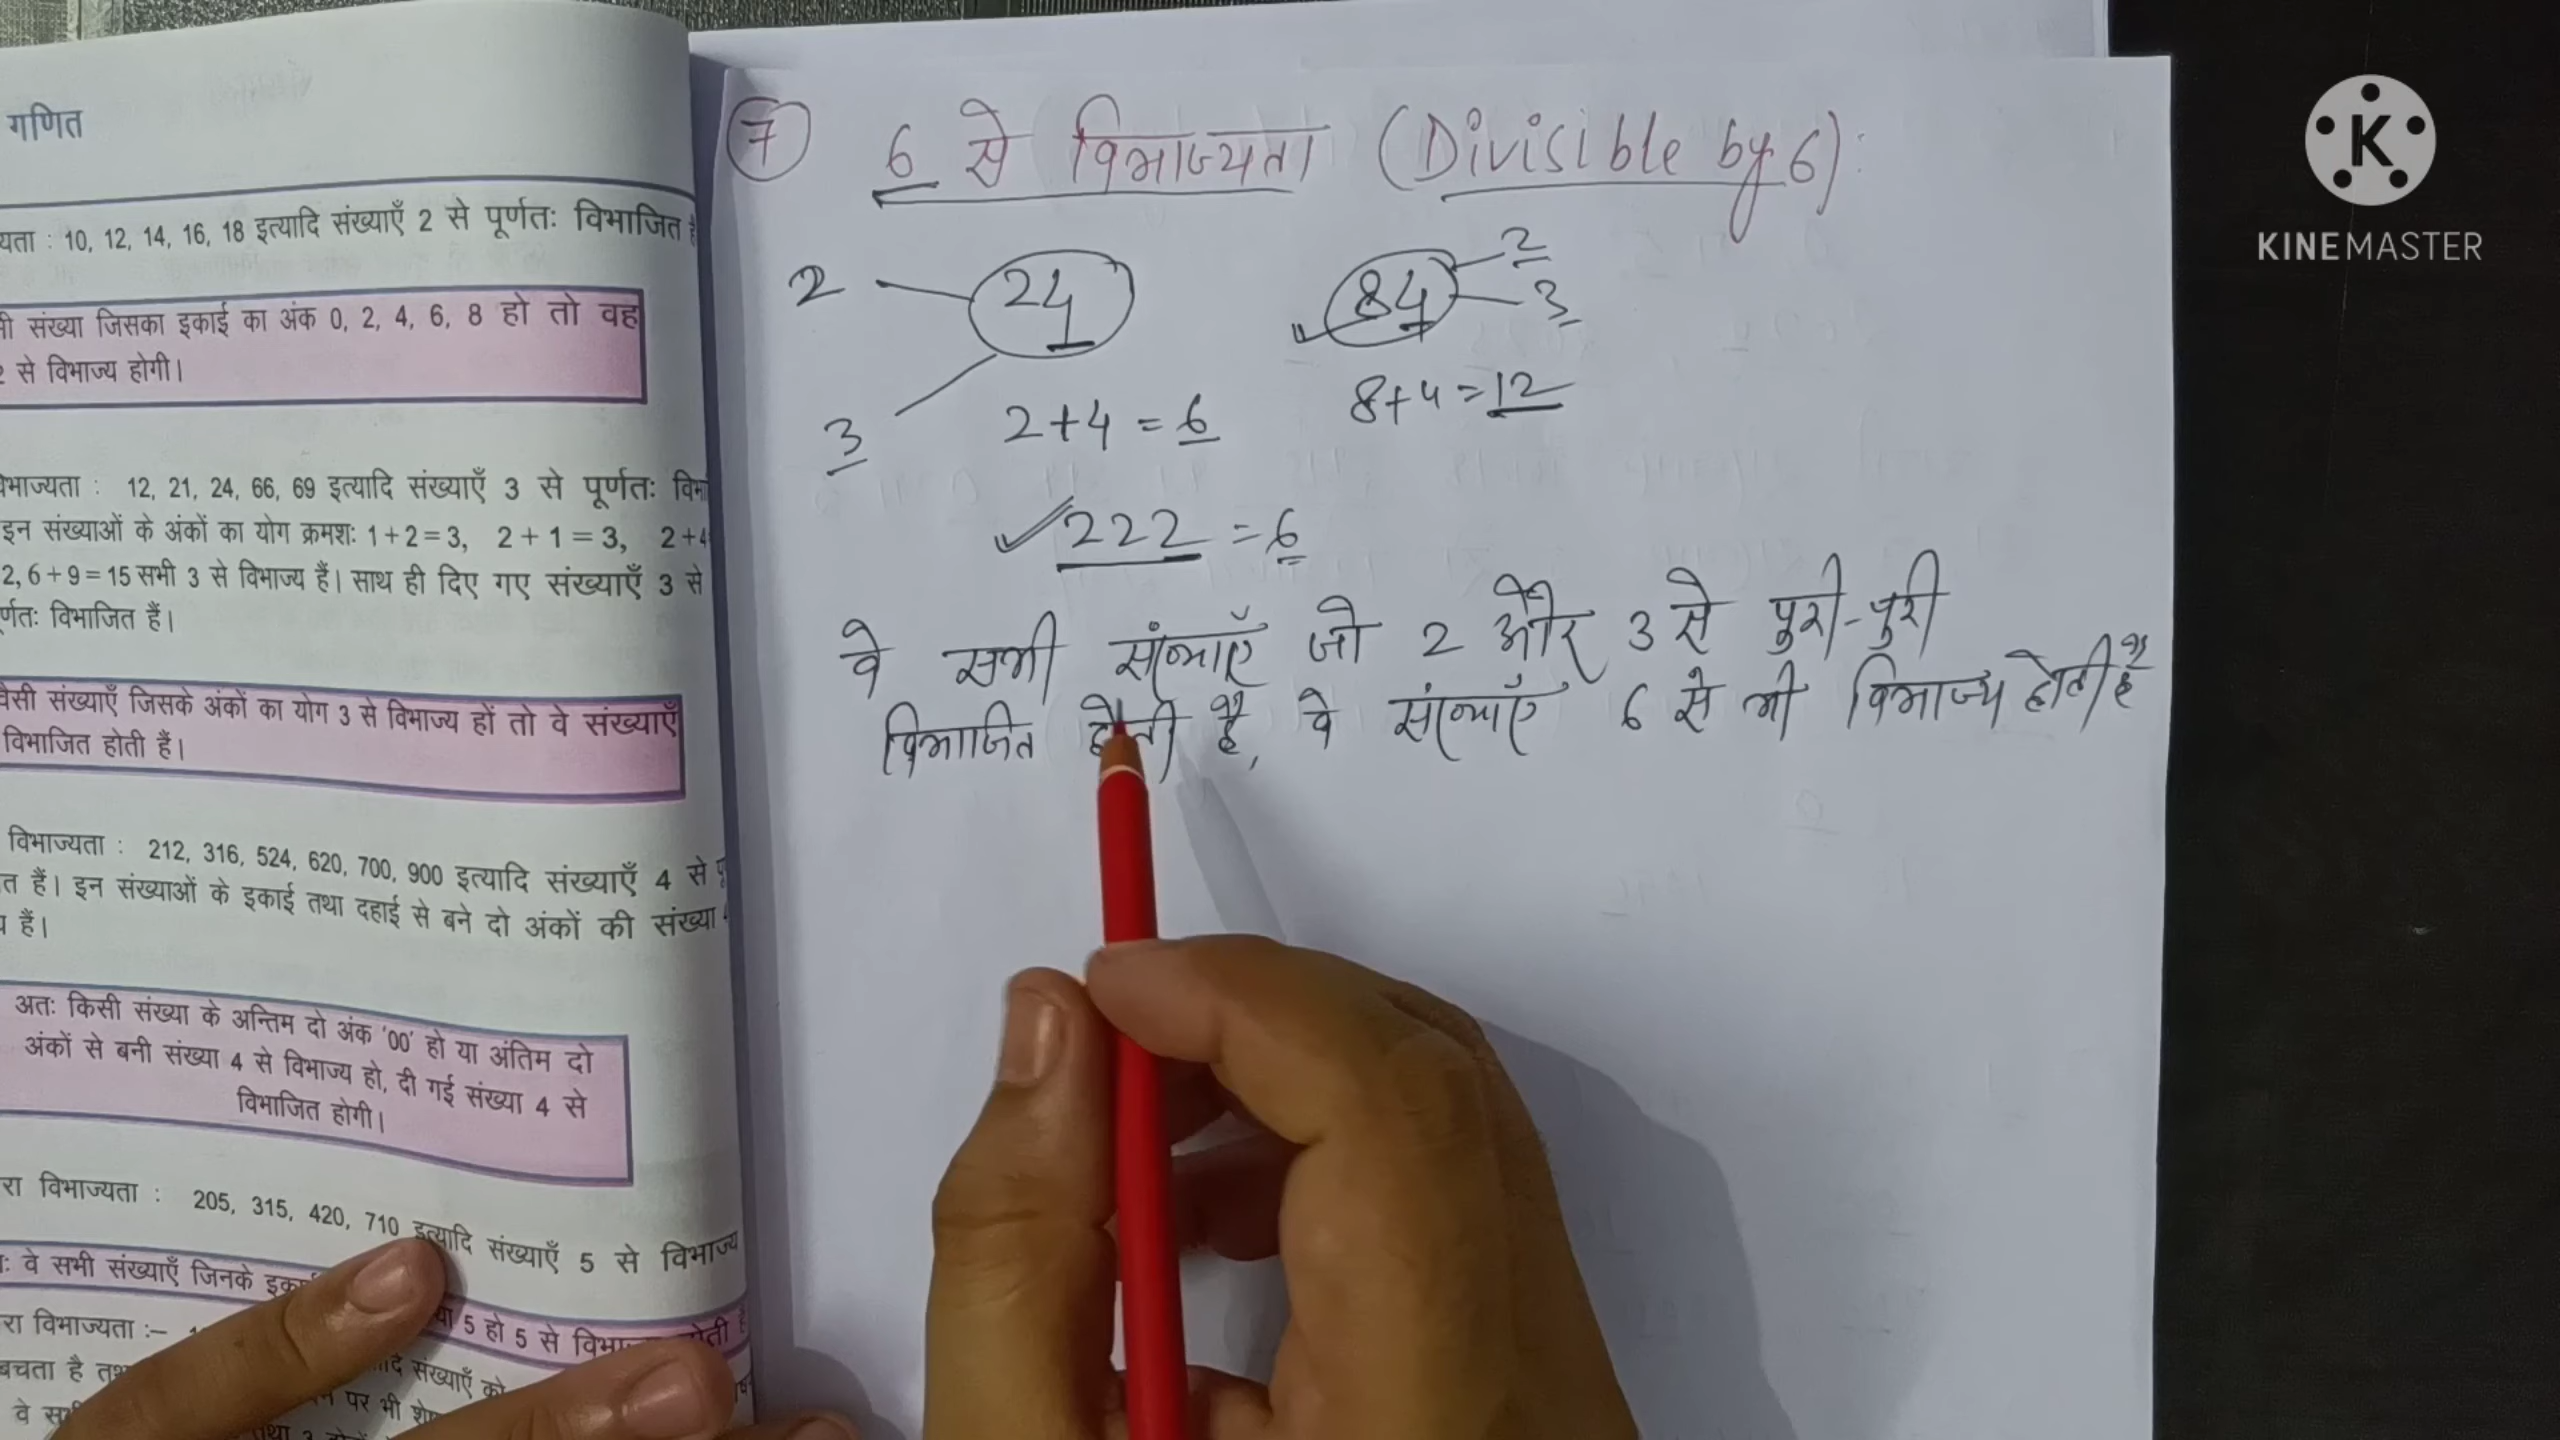 गणित
यता : 10, 12, 14, 16, 18 इत्यादि संख्याएँ 2 से पूर्णतः विभाजित
संख्या जिसका इकाई का अंक 0, 2, 4, 6, 8 हो तो वह
से विभाज्य होगी।
भाज्यता : 12, 21, 24, 66, 69 इत्यादि संख्याएँ 3 से पूर्णतः
इन संख्याओं के अंकों का योग क्रमशः 1+2=3, 2+1=3, 2+4
2, 6+9=15 सभी 3 से विभाज्य हैं। साथ ही दिए गए संख्याएँ 3 से
विभाजित हैं।
वैसी संख्याएँ जिसके अंकों का योग 3 से विभाज्य हों तो वे संख्याएँ
विभाजित होती हैं।
विभाज्यता : 212, 316, 524, 620, 700, 900 इत्यादि संख्याएँ 4 से
त हैं। इन संख्याओं के इकाई तथा दहाई से बने दो अंकों की संख्या
हैं।
अतः किसी संख्या के अन्तिम दो अंक '00' हो या अंतिम दो
अंकों से बनी संख्या 4 से विभाज्य हो, दी गई संख्या 4 से
विभाजित होगी।
रा विभाज्यता : 205, 315, 420, 710 इत्यादि संख्याएँ 5 से विभाज्य
वे सभी संख्याएँ जिनके 5 हो 5 से
रा विभाज्यता :–
बचता है संख्याएँ को
वे पर भी
7 6 से विभाज्यता (Divisible by 6) :
2 24 84 2
3
3 2+4 = 6 8+4 = 12
222 = 6
वे सभी संख्याएँ जो 2 और 3 से पुरी-पुरी
विभाजित होती है, वे संख्याएँ 6 से भी विभाज्य होती है
K
KINEMASTER